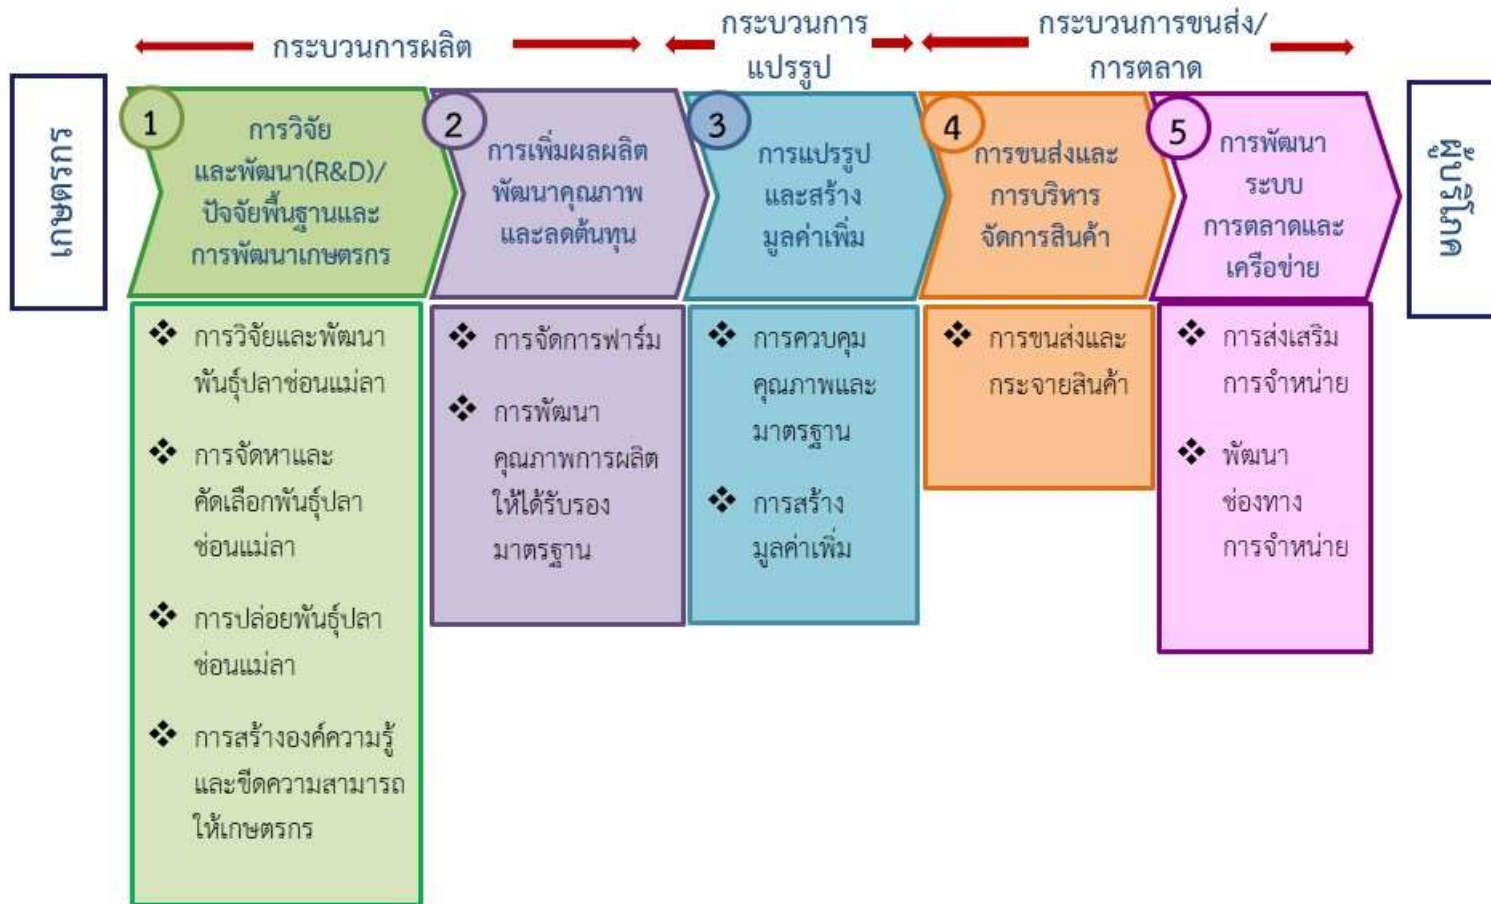 กระบวนการผลิต
กระบวนการ
แปรรูป
กระบวนการขนส่ง/
การตลาด
เกษตรกร
1
การวิจัย
และพัฒนา(R&D)/
ปัจจัยพื้นฐานและ
การพัฒนาเกษตรกร
2
การเพิ่มผลผลิต
พัฒนาคุณภาพ
และลดต้นทุน
3
การแปรรูป
และสร้าง
มูลค่าเพิ่ม
4
การขนส่งและ
การบริหาร
จัดการสินค้า
5
การพัฒนา
ระบบ
การตลาดและ
เครือข่าย
ผู้บริโภค
❖ การวิจัยและพัฒนา
พันธุ์ปลาช่อนแม่ลา
❖ การจัดหาและ
คัดเลือกพันธุ์ปลา
ช่อนแม่ลา
❖ การปล่อยพันธุ์ปลา
ช่อนแม่ลา
❖ การสร้างองค์ความรู้
และขีดความสามารถ
ให้เกษตรกร
❖ การจัดการฟาร์ม
❖ การพัฒนา
คุณภาพการผลิต
ให้ได้รับรอง
มาตรฐาน
❖ การควบคุม
คุณภาพและ
มาตรฐาน
❖ การสร้าง
มูลค่าเพิ่ม
❖ การขนส่งและ
กระจายสินค้า
❖ การส่งเสริม
การจำหน่าย
❖ พัฒนา
ช่องทาง
การจำหน่าย